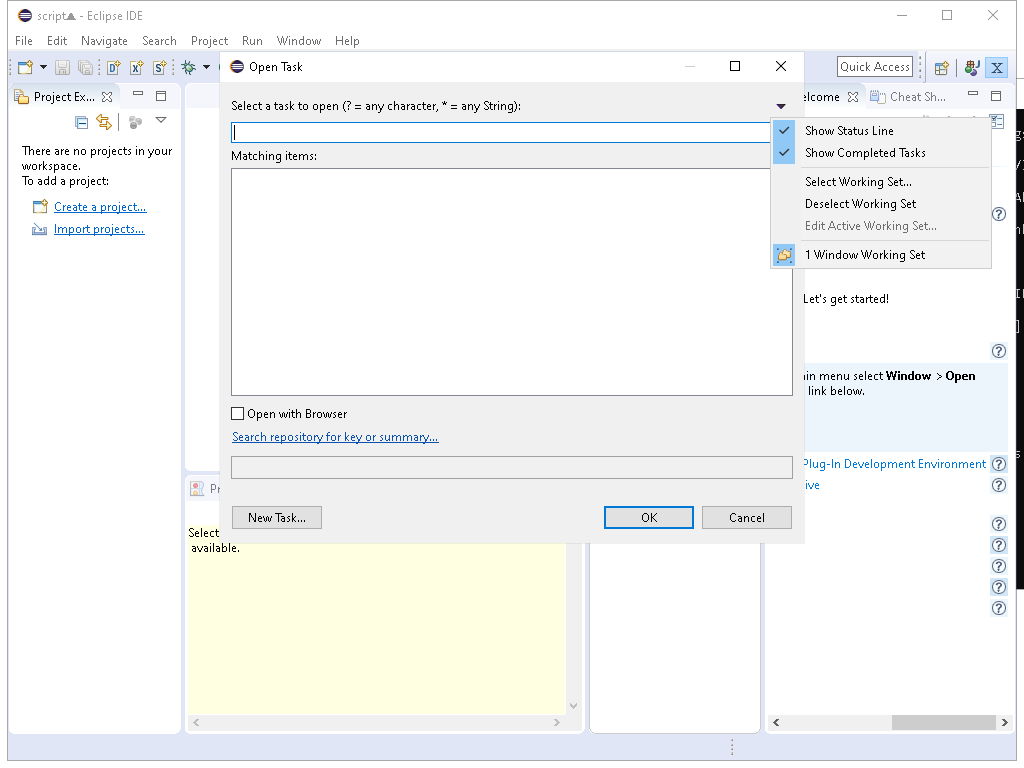 script▲ - Eclipse IDE
File Edit Navigate Search Project Run Window Help
Open Task
Quick Access
Project Ex...
elcome
Cheat Sh...
Select a task to open (? = any character, * = any String):
Matching items:
Show Status Line
Show Completed Tasks
Select Working Set...
Deselect Working Set
Edit Active Working Set...
1 Window Working Set
There are no projects in your
workspace.
To add a project:
Create a project...
Import projects...
Let's get started!
in menu select Window > Open
link below.
Open with Browser
Search repository for key or summary...
Plug-In Development Environment
ive
Pr
New Task...
OK
Cancel
Select
available.